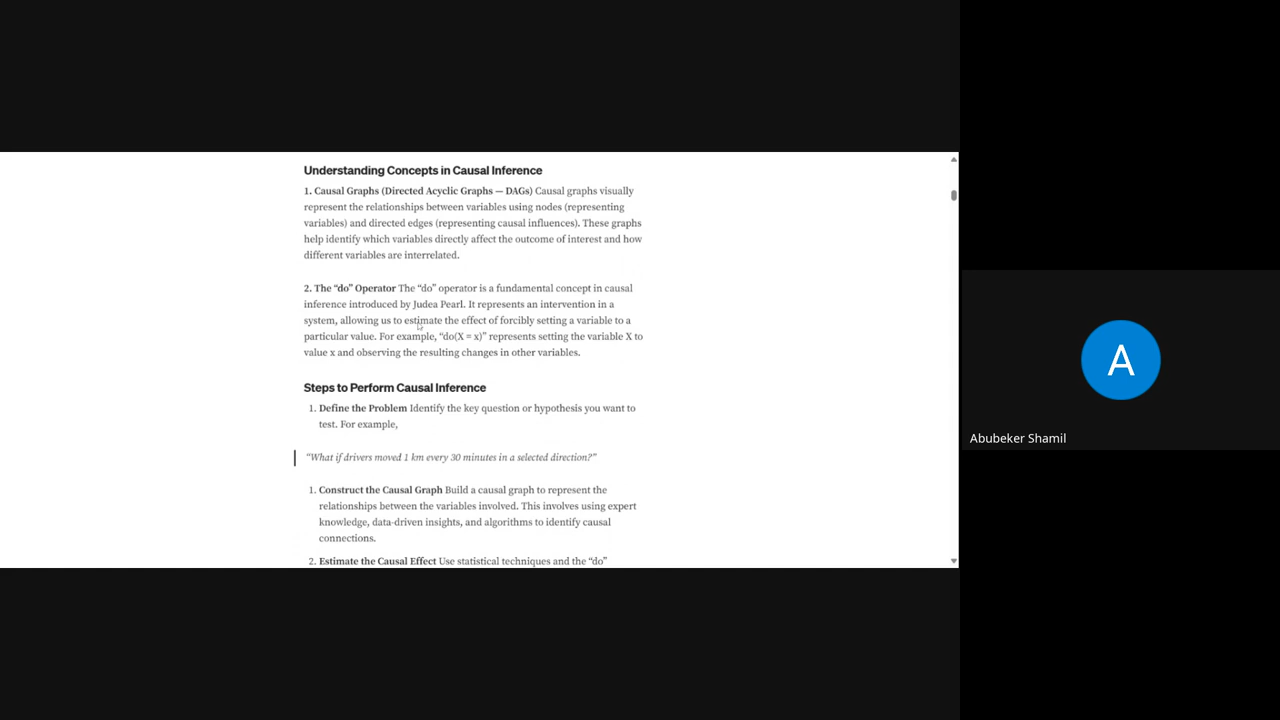 Understanding Concepts in Causal Inference
1. Causal Graphs (Directed Acyclic Graphs — DAGs) Causal graphs visually
represent the relationships between variables using nodes (representing
variables) and directed edges (representing causal influences). These graphs
help identify which variables directly affect the outcome of interest and how
different variables are interrelated.
2. The “do” Operator The “do” operator is a fundamental concept in causal
inference introduced by Judea Pearl. It represents an intervention in a
system, allowing us to estimate the effect of forcibly setting a variable to a
particular value. For example, “do(X = x)” represents setting the variable X to
value x and observing the resulting changes in other variables.
Steps to Perform Causal Inference
1. Define the Problem Identify the key question or hypothesis you want to
test. For example,
“What if drivers moved 1 km every 30 minutes in a selected direction?”
1. Construct the Causal Graph Build a causal graph to represent the
relationships between the variables involved. This involves using expert
knowledge, data-driven insights, and algorithms to identify causal
connections.
2. Estimate the Causal Effect Use statistical techniques and the “do”
A
Abubeker Shamil